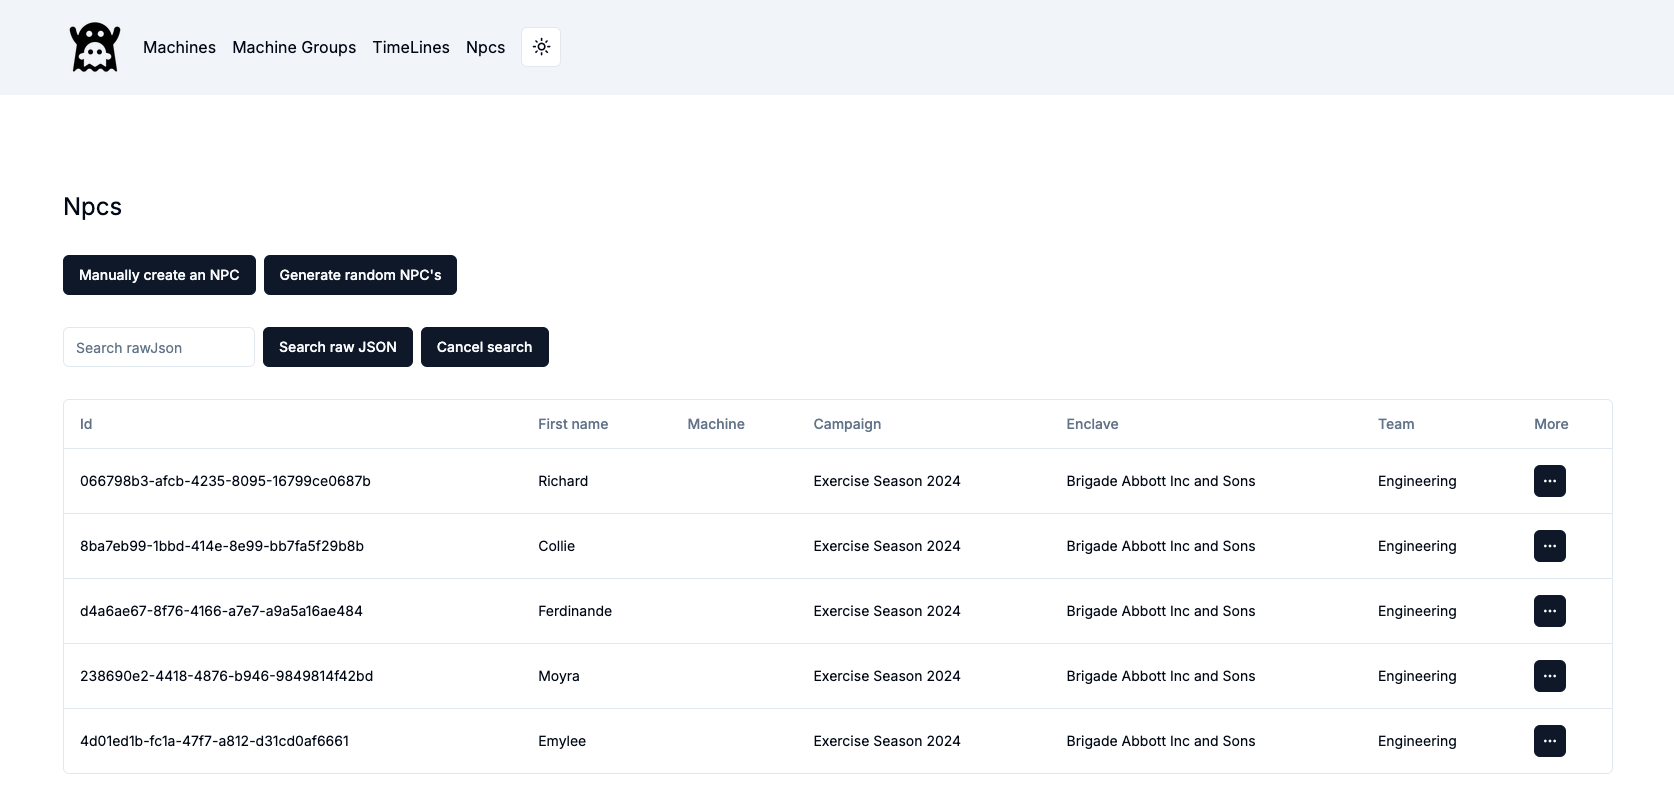 Machines Machine Groups TimeLines Npcs
Npcs
Manually create an NPC Generate random NPC's
Search rawJson Search raw JSON Cancel search
Id First name Machine Campaign Enclave Team More
066798b3-afcb-4235-8095-16799ce0687b Richard Exercise Season 2024 Brigade Abbott Inc and Sons Engineering
8ba7eb99-1bbd-414e-8e99-bb7fa5f29b8b Collie Exercise Season 2024 Brigade Abbott Inc and Sons Engineering
d4a6ae67-8f76-4166-a7e7-a9a5a16ae484 Ferdinande Exercise Season 2024 Brigade Abbott Inc and Sons Engineering
238690e2-4418-4876-b946-9849814f42bd Moyra Exercise Season 2024 Brigade Abbott Inc and Sons Engineering
4d01ed1b-fc1a-47f7-a812-d31cd0af6661 Emylee Exercise Season 2024 Brigade Abbott Inc and Sons Engineering